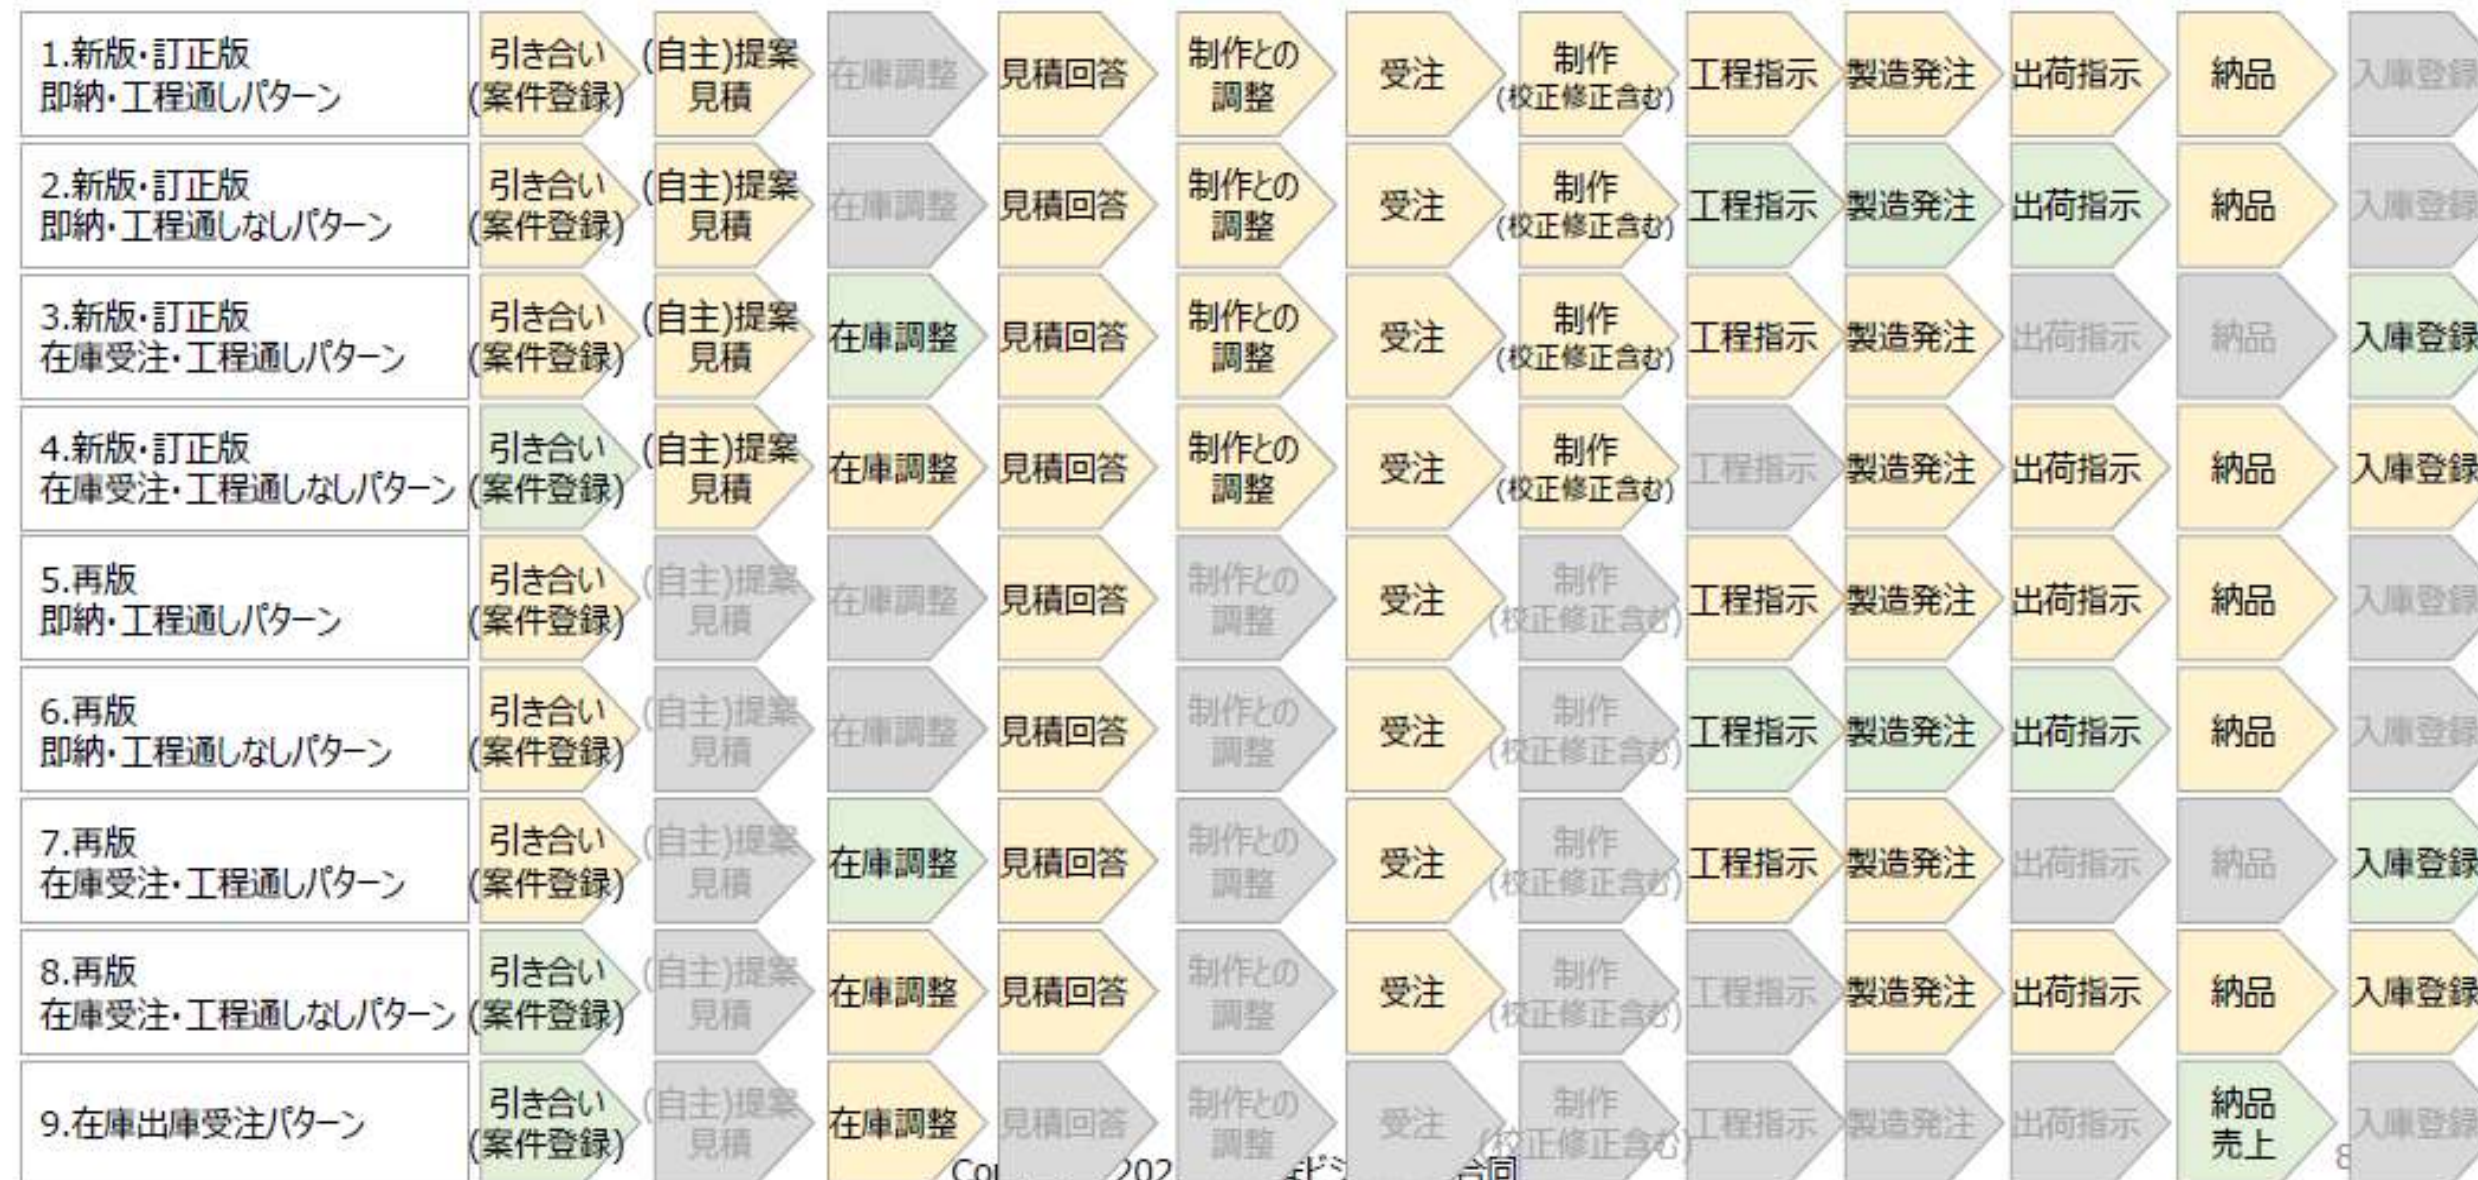 1.新版・訂正版
即納・工程通しパターン
引き合い
(案件登録)
(自主)提案
見積
在庫調整
見積回答
制作との
調整
受注
制作
(校正修正含む)
工程指示
製造発注
出荷指示
納品
入庫登録
2.新版・訂正版
即納・工程通しなしパターン
引き合い
(案件登録)
(自主)提案
見積
在庫調整
見積回答
制作との
調整
受注
制作
(校正修正含む)
工程指示
製造発注
出荷指示
納品
入庫登録
3.新版・訂正版
在庫受注・工程通しパターン
引き合い
(案件登録)
(自主)提案
見積
在庫調整
見積回答
制作との
調整
受注
制作
(校正修正含む)
工程指示
製造発注
出荷指示
納品
入庫登録
4.新版・訂正版
在庫受注・工程通しなしパターン
引き合い
(案件登録)
(自主)提案
見積
在庫調整
見積回答
制作との
調整
受注
制作
(校正修正含む)
工程指示
製造発注
出荷指示
納品
入庫登録
5.再版
即納・工程通しパターン
引き合い
(案件登録)
(自主)提案
見積
在庫調整
見積回答
制作との
調整
受注
制作
(校正修正含む)
工程指示
製造発注
出荷指示
納品
入庫登録
6.再版
即納・工程通しなしパターン
引き合い
(案件登録)
(自主)提案
見積
在庫調整
見積回答
制作との
調整
受注
制作
(校正修正含む)
工程指示
製造発注
出荷指示
納品
入庫登録
7.再版
在庫受注・工程通しパターン
引き合い
(案件登録)
(自主)提案
見積
在庫調整
見積回答
制作との
調整
受注
制作
(校正修正含む)
工程指示
製造発注
出荷指示
納品
入庫登録
8.再版
在庫受注・工程通しなしパターン
引き合い
(案件登録)
(自主)提案
見積
在庫調整
見積回答
制作との
調整
受注
制作
(校正修正含む)
工程指示
製造発注
出荷指示
納品
入庫登録
9.在庫出庫受注パターン
引き合い
(案件登録)
(自主)提案
見積
在庫調整
見積回答
制作との
調整
受注
制作
(校正修正含む)
工程指示
製造発注
出荷指示
納品
売上
入庫登録
8